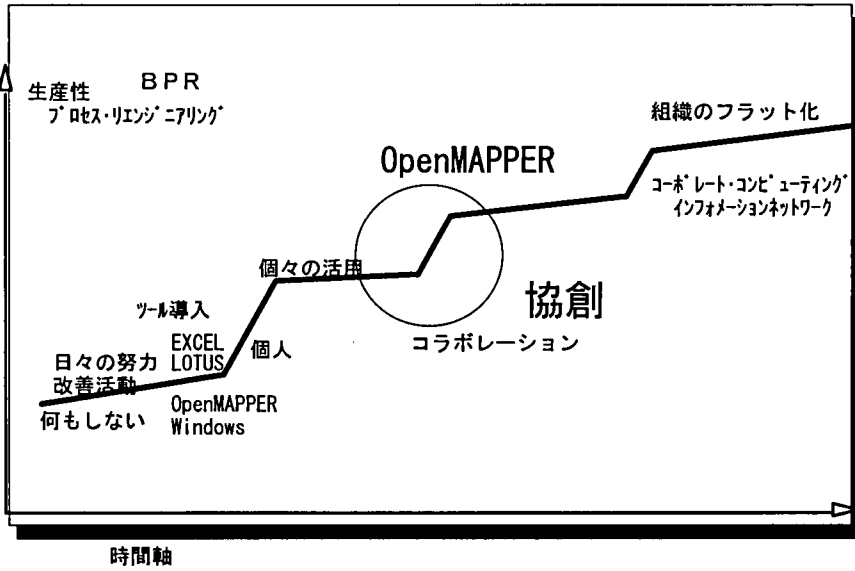 生産性
BPR
プロセス・リエンジニアリング
組織のフラット化
OpenMAPPER
コーポレート・コンピューティング
インフォメーションネットワーク
個々の活用
協創
ツール導入
コラボレーション
EXCEL
LOTUS
個人
日々の努力
改善活動
何もしない
OpenMAPPER
Windows
時間軸